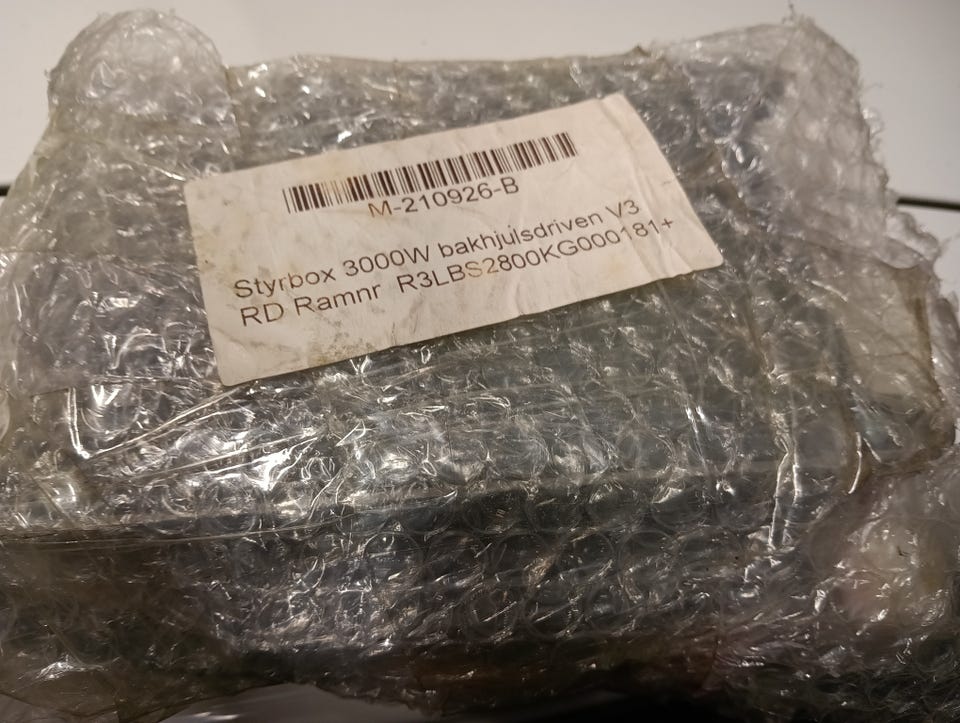 M-210926-B
Styrbox 3000W bakhjulsdriven V3
RD Ramnr R3LBS2800KG000181+